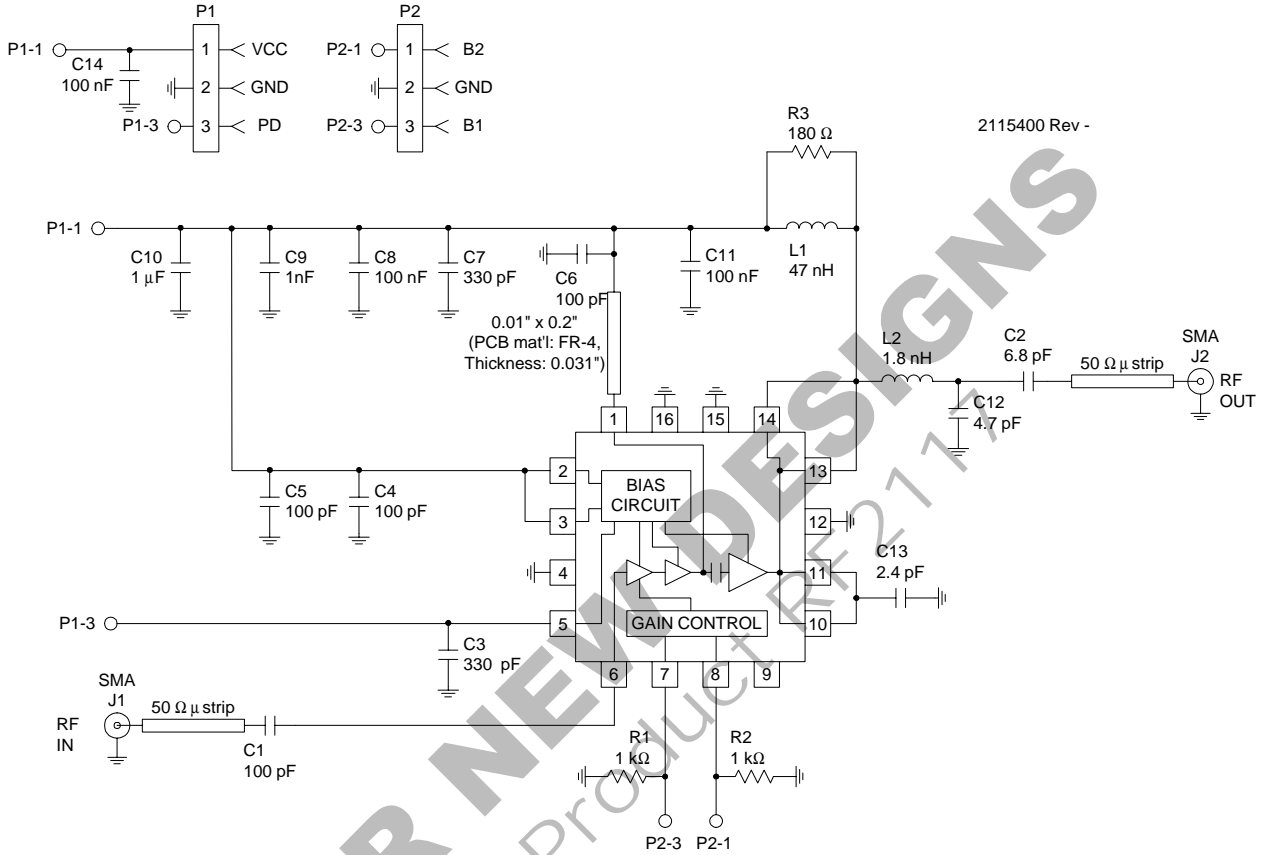 P1
P2
P1-1
1
VCC
C14
100 nF
2
GND
P1-3
3
PD
P2-1
1
B2
2
GND
P2-3
3
B1
R3
180 Ω
2115400 Rev -
P1-1
C10
1 µF
C9
1nF
C8
100 nF
C7
330 pF
C6
100 pF
C11
100 nF
L1
47 nH
0.01" x 0.2"
(PCB mat'l: FR-4,
Thickness: 0.031")
L2
1.8 nH
C2
6.8 pF
50 Ω µ strip
SMA
J2
RF
OUT
C12
4.7 pF
1
16
15
14
2
13
BIAS
CIRCUIT
C5
100 pF
C4
100 pF
3
12
4
11
C13
2.4 pF
P1-3
5
GAIN CONTROL
10
C3
330 pF
6
7
8
9
SMA
J1
RF
IN
50 Ω µ strip
C1
100 pF
R1
1 kΩ
R2
1 kΩ
P2-3
P2-1
R NEW DESIGNS
Product RF2117